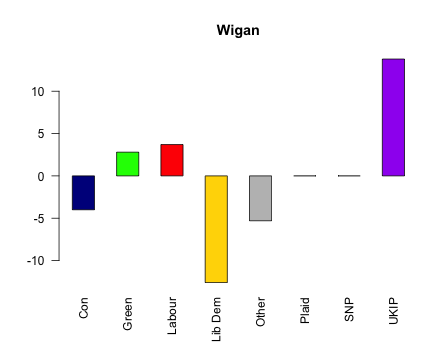 Wigan
10
5
0
-5
-10
Con
Green
Labour
Lib Dem
Other
Plaid
SNP
UKIP